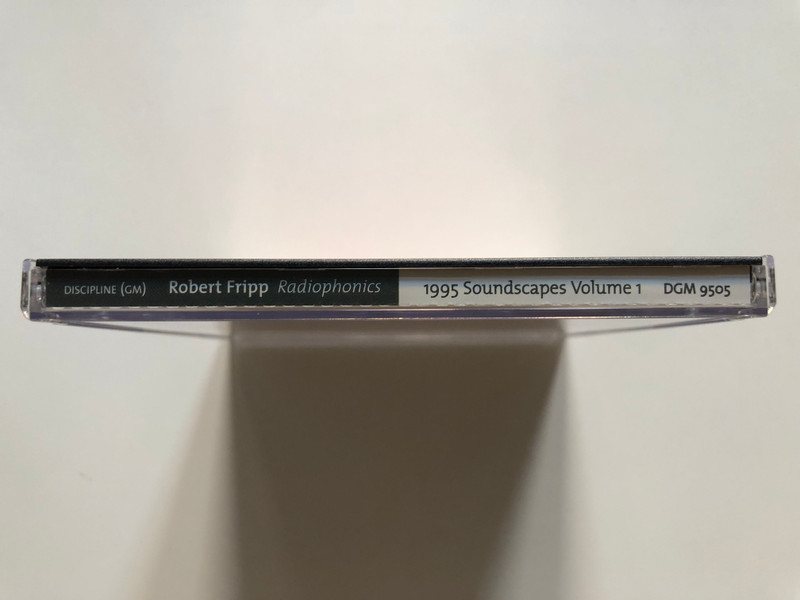 DISCIPLINE (GM) Robert Fripp Radiophonics 1995 Soundscapes Volume 1 DGM 9505